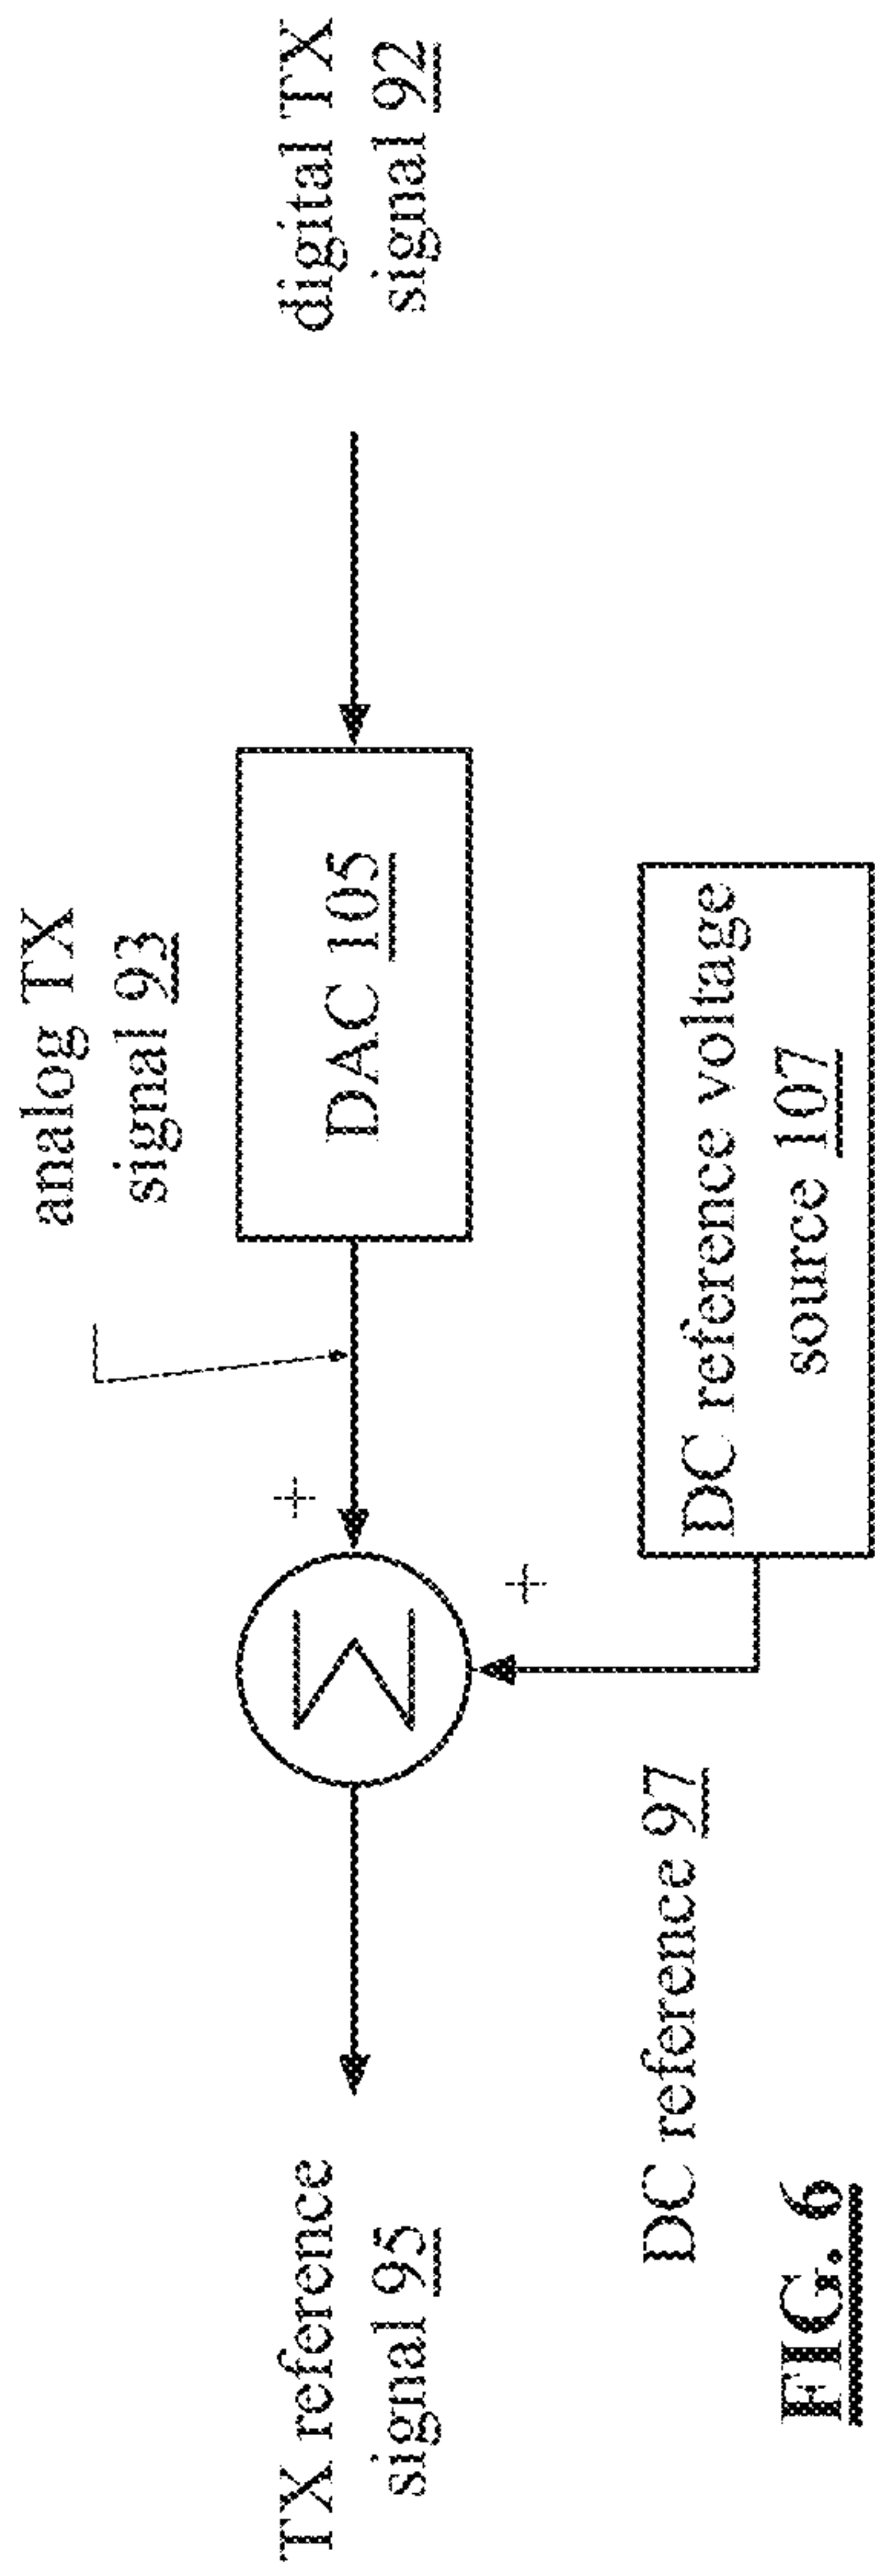 analog TX
signal 93
TX reference
signal 95
+
Σ
DAC 105
digital TX
signal 92
+
DC reference 97
DC reference voltage
source 107
FIG. 6